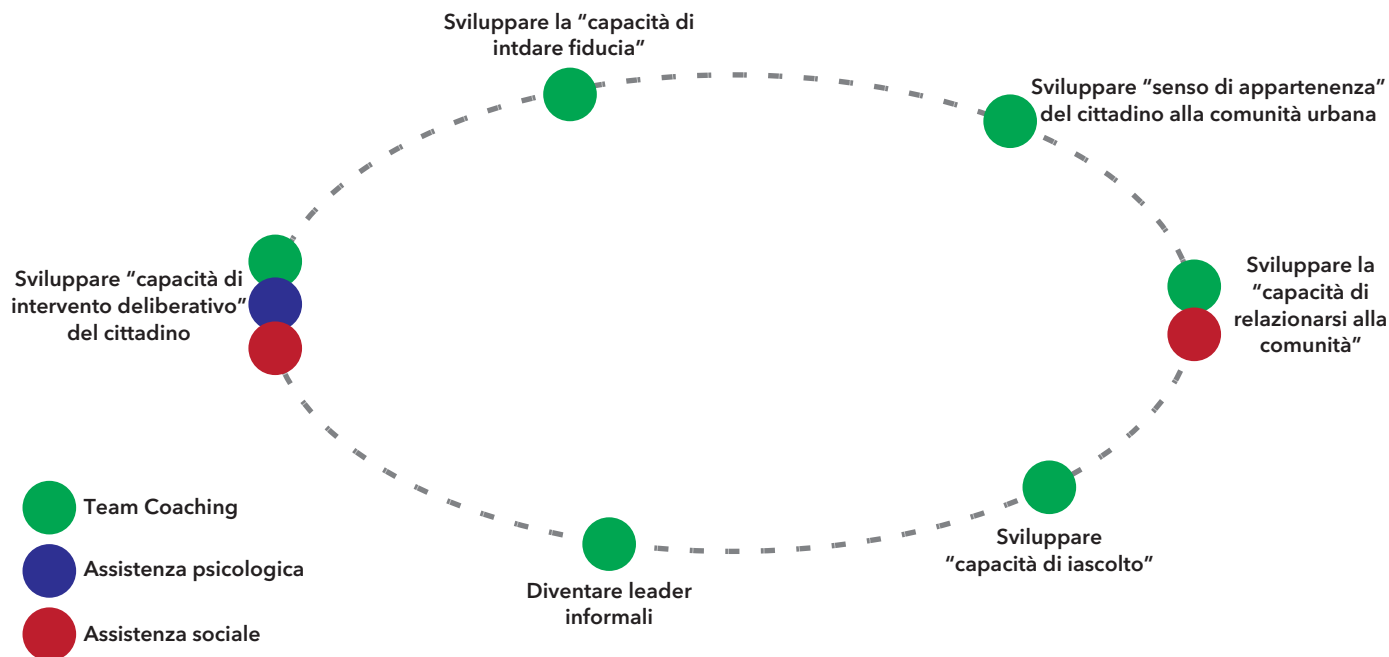 Sviluppare la “capacità di
intdare fiducia”
Sviluppare “senso di appartenenza”
del cittadino alla comunità urbana
Sviluppare “capacità di
intervento deliberativo”
del cittadino
Sviluppare la
“capacità di
relazionarsi alla
comunità”
Sviluppare
“capacità di iascolto”
Diventare leader
informali
Team Coaching
Assistenza psicologica
Assistenza sociale